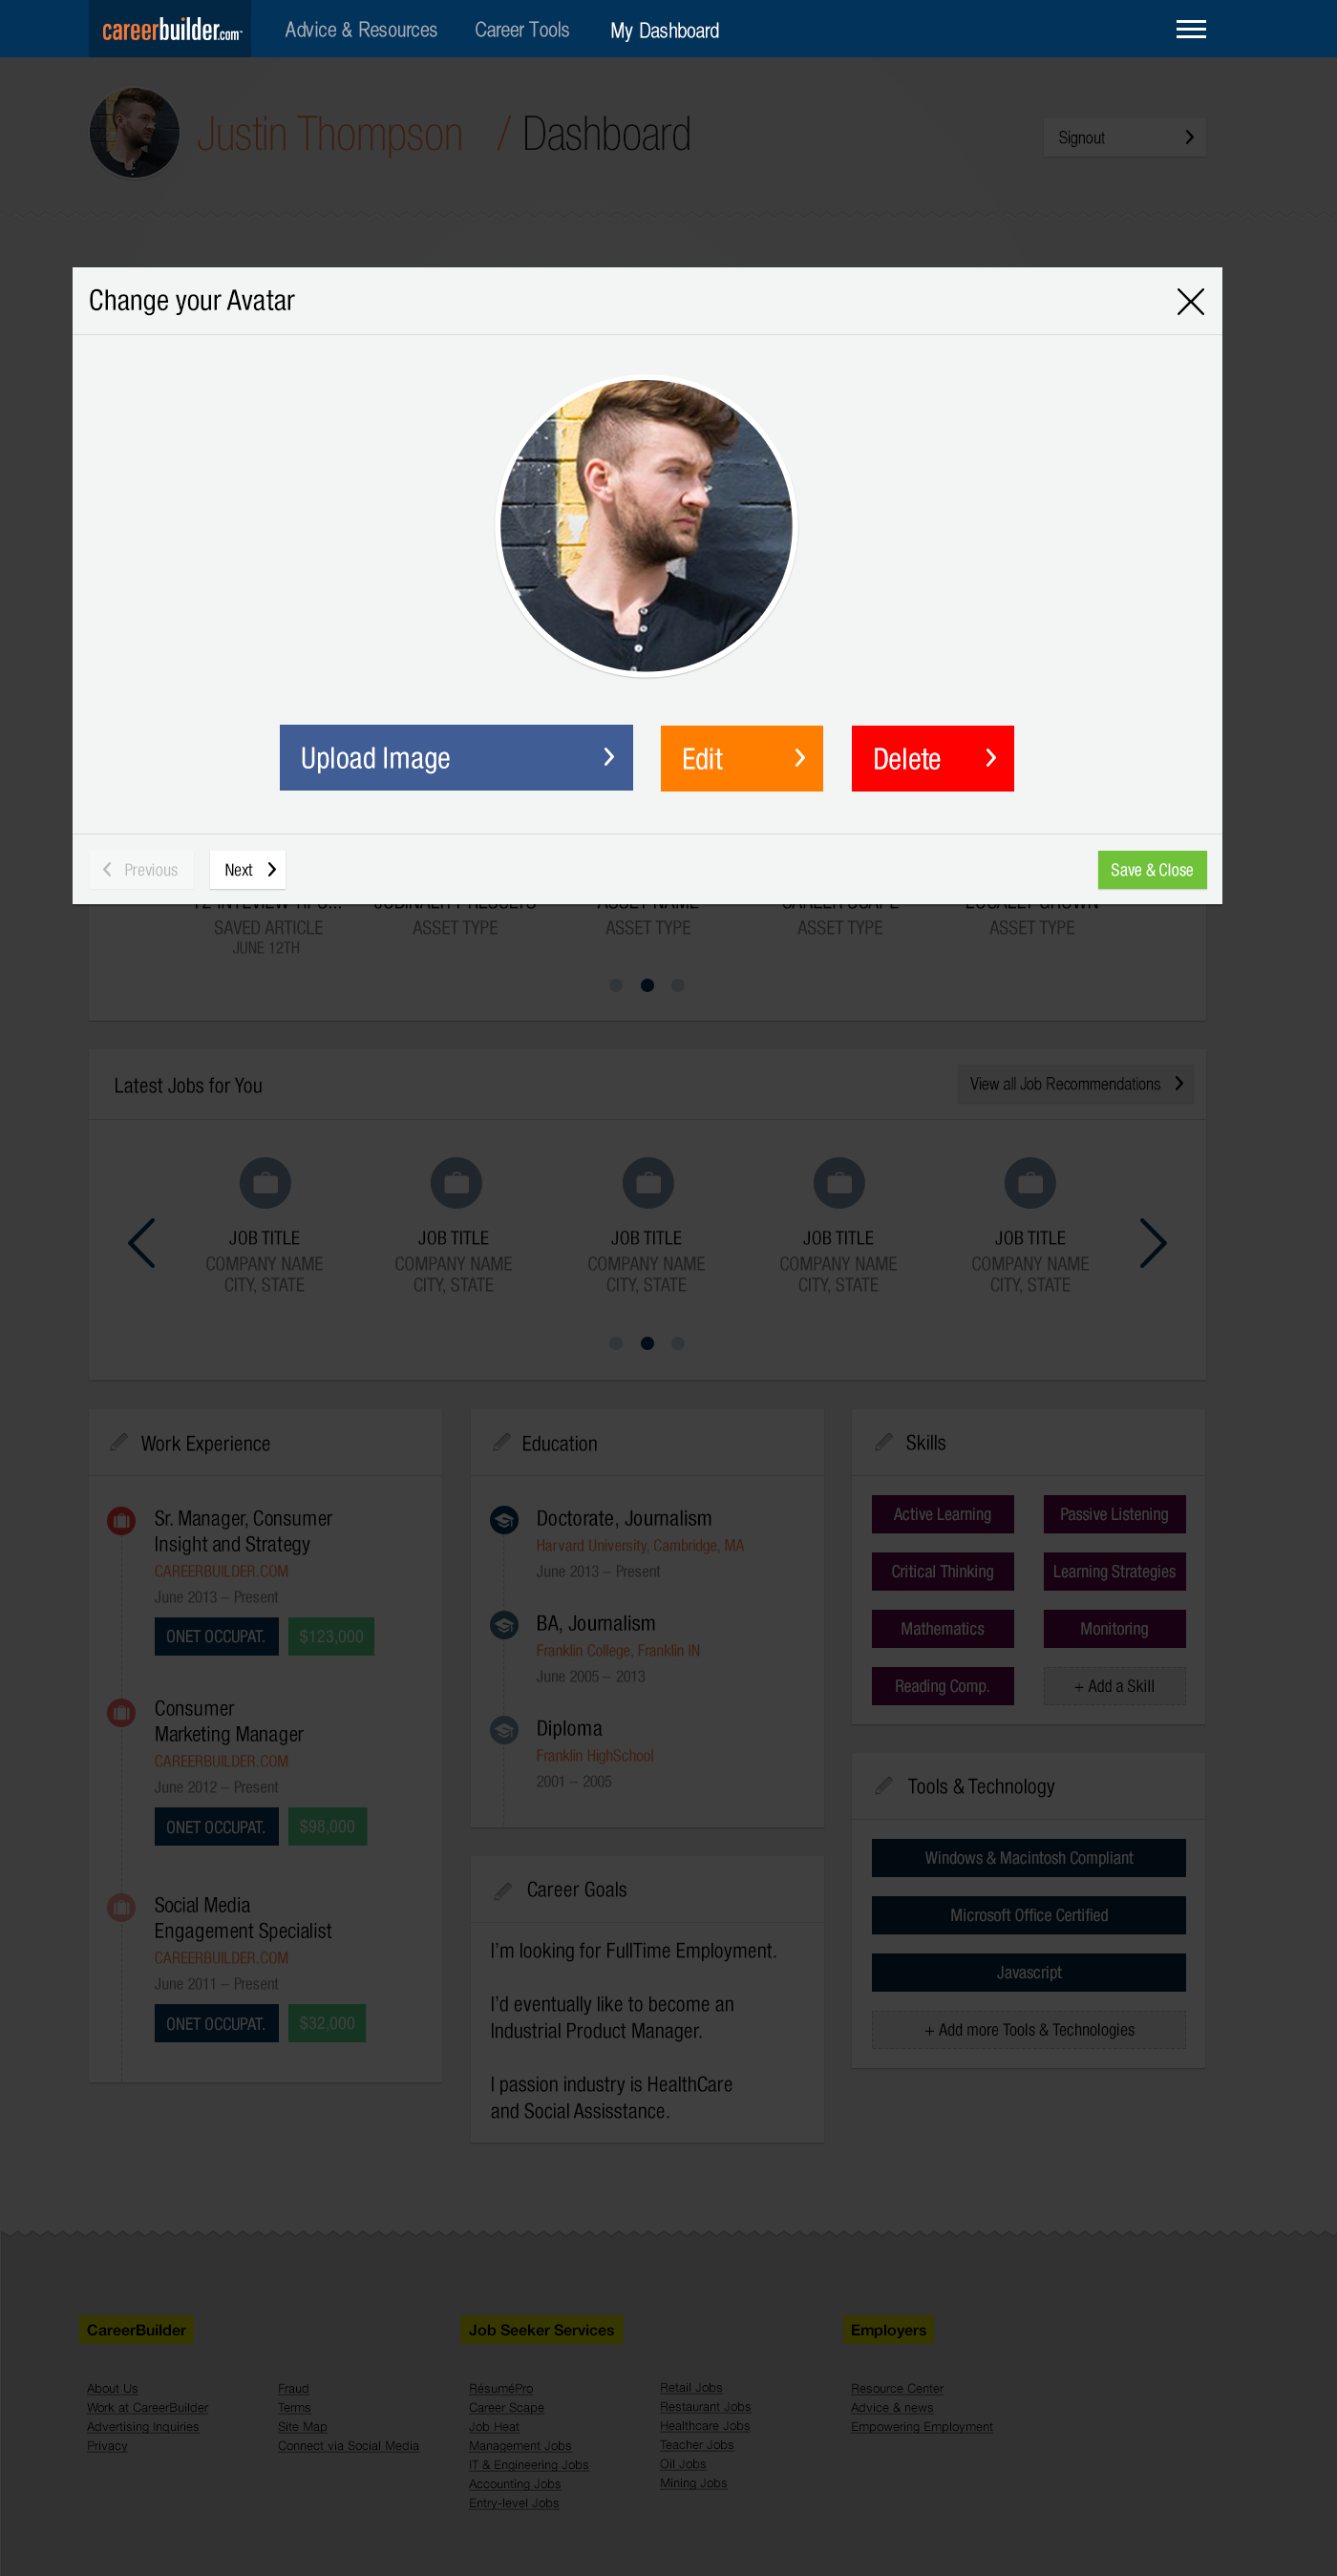 careerbuilder.com
Advice & Resources
Career Tools
My Dashboard
Justin Thompson / Dashboard
Signout
Change your Avatar
Upload Image
Edit
Delete
Previous
Next
Save & Close
SAVED ARTICLE
JUNE 12TH
ASSET TYPE
ASSET NAME
ASSET TYPE
CAREER SCAPE
ASSET TYPE
LOCALLY GROWN
ASSET TYPE
Latest Jobs for You
View all Job Recommendations
JOB TITLE
COMPANY NAME
CITY, STATE
JOB TITLE
COMPANY NAME
CITY, STATE
JOB TITLE
COMPANY NAME
CITY, STATE
JOB TITLE
COMPANY NAME
CITY, STATE
JOB TITLE
COMPANY NAME
CITY, STATE
Work Experience
Sr. Manager, Consumer
Insight and Strategy
CAREERBUILDER.COM
June 2013 – Present
ONET OCCUPAT.
$123,000
Consumer
Marketing Manager
CAREERBUILDER.COM
June 2012 – Present
ONET OCCUPAT.
$98,000
Social Media
Engagement Specialist
CAREERBUILDER.COM
June 2011 – Present
ONET OCCUPAT.
$32,000
Education
Doctorate, Journalism
Harvard University, Cambridge, MA
June 2013 – Present
BA, Journalism
Franklin College, Franklin IN
June 2005 – 2013
Diploma
Franklin HighSchool
2001 – 2005
Career Goals
I'm looking for FullTime Employment.
I'd eventually like to become an
Industrial Product Manager.
I passion industry is HealthCare
and Social Assisstance.
Skills
Active Learning
Passive Listening
Critical Thinking
Learning Strategies
Mathematics
Monitoring
Reading Comp.
+ Add a Skill
Tools & Technology
Windows & Macintosh Compliant
Microsoft Office Certified
Javascript
+ Add more Tools & Technologies
CareerBuilder
About Us
Work at CareerBuilder
Advertising Inquiries
Privacy
Fraud
Terms
Site Map
Connect via Social Media
Job Seeker Services
RésuméPro
Career Scape
Job Heat
Management Jobs
IT & Engineering Jobs
Accounting Jobs
Entry-level Jobs
Retail Jobs
Restaurant Jobs
Healthcare Jobs
Teacher Jobs
Oil Jobs
Mining Jobs
Employers
Resource Center
Advice & news
Empowering Employment